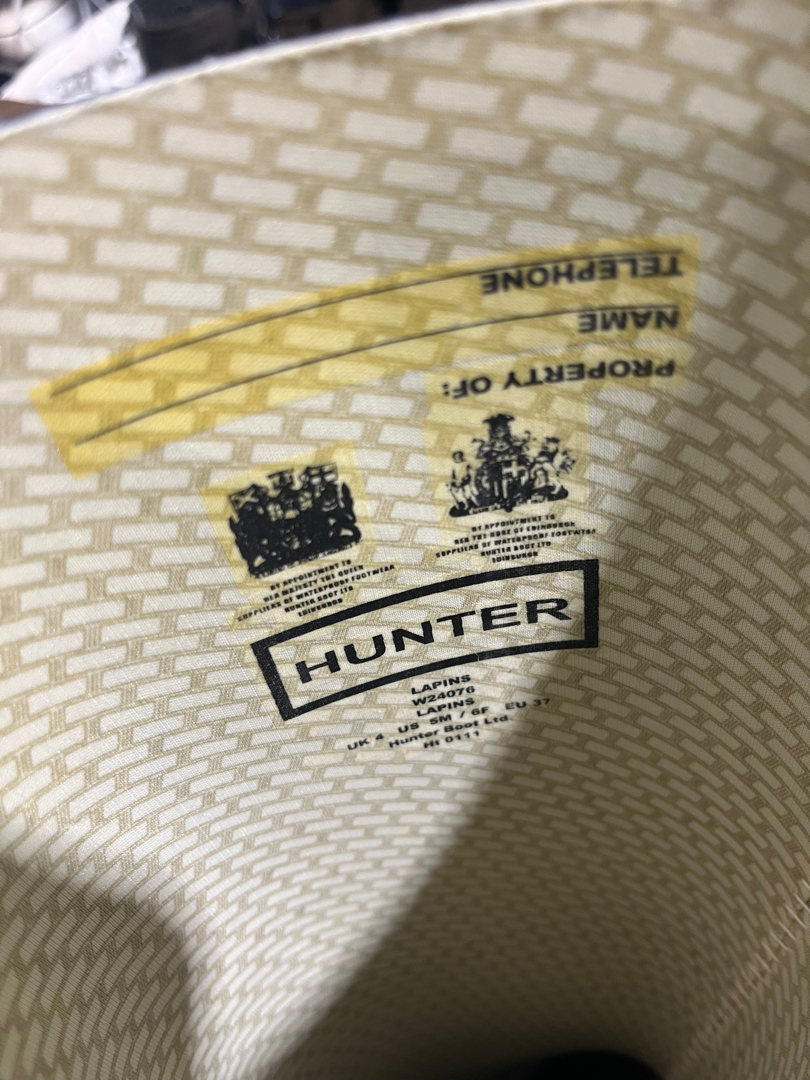 TELEPHONE
NAME
PROPERTY OF:
BY APPOINTMENT TO
HER MAJESTY THE QUEEN
SUPPLIERS OF WATERPROOF FOOTWEAR
HUNTER BOOT LTD
EDINBURGH
BY APPOINTMENT TO
HRH THE DUKE OF EDINBURGH
SUPPLIERS OF WATERPROOF FOOTWEAR
HUNTER BOOT LTD
EDINBURGH
HUNTER
LAPINS
W24076
LAPINS
UK 4 US 5M / 6F EU 37
Hunter Boot Ltd
HI 0111